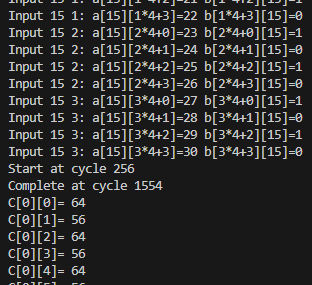 Input 15 1: a[15][1*4+2]=21 b[1*4+2][15]=1
Input 15 1: a[15][1*4+3]=22 b[1*4+3][15]=0
Input 15 2: a[15][2*4+0]=23 b[2*4+0][15]=1
Input 15 2: a[15][2*4+1]=24 b[2*4+1][15]=0
Input 15 2: a[15][2*4+2]=25 b[2*4+2][15]=1
Input 15 2: a[15][2*4+3]=26 b[2*4+3][15]=0
Input 15 3: a[15][3*4+0]=27 b[3*4+0][15]=1
Input 15 3: a[15][3*4+1]=28 b[3*4+1][15]=0
Input 15 3: a[15][3*4+2]=29 b[3*4+2][15]=1
Input 15 3: a[15][3*4+3]=30 b[3*4+3][15]=0
Start at cycle 256
Complete at cycle 1554
C[0][0]= 64
C[0][1]= 56
C[0][2]= 64
C[0][3]= 56
C[0][4]= 64